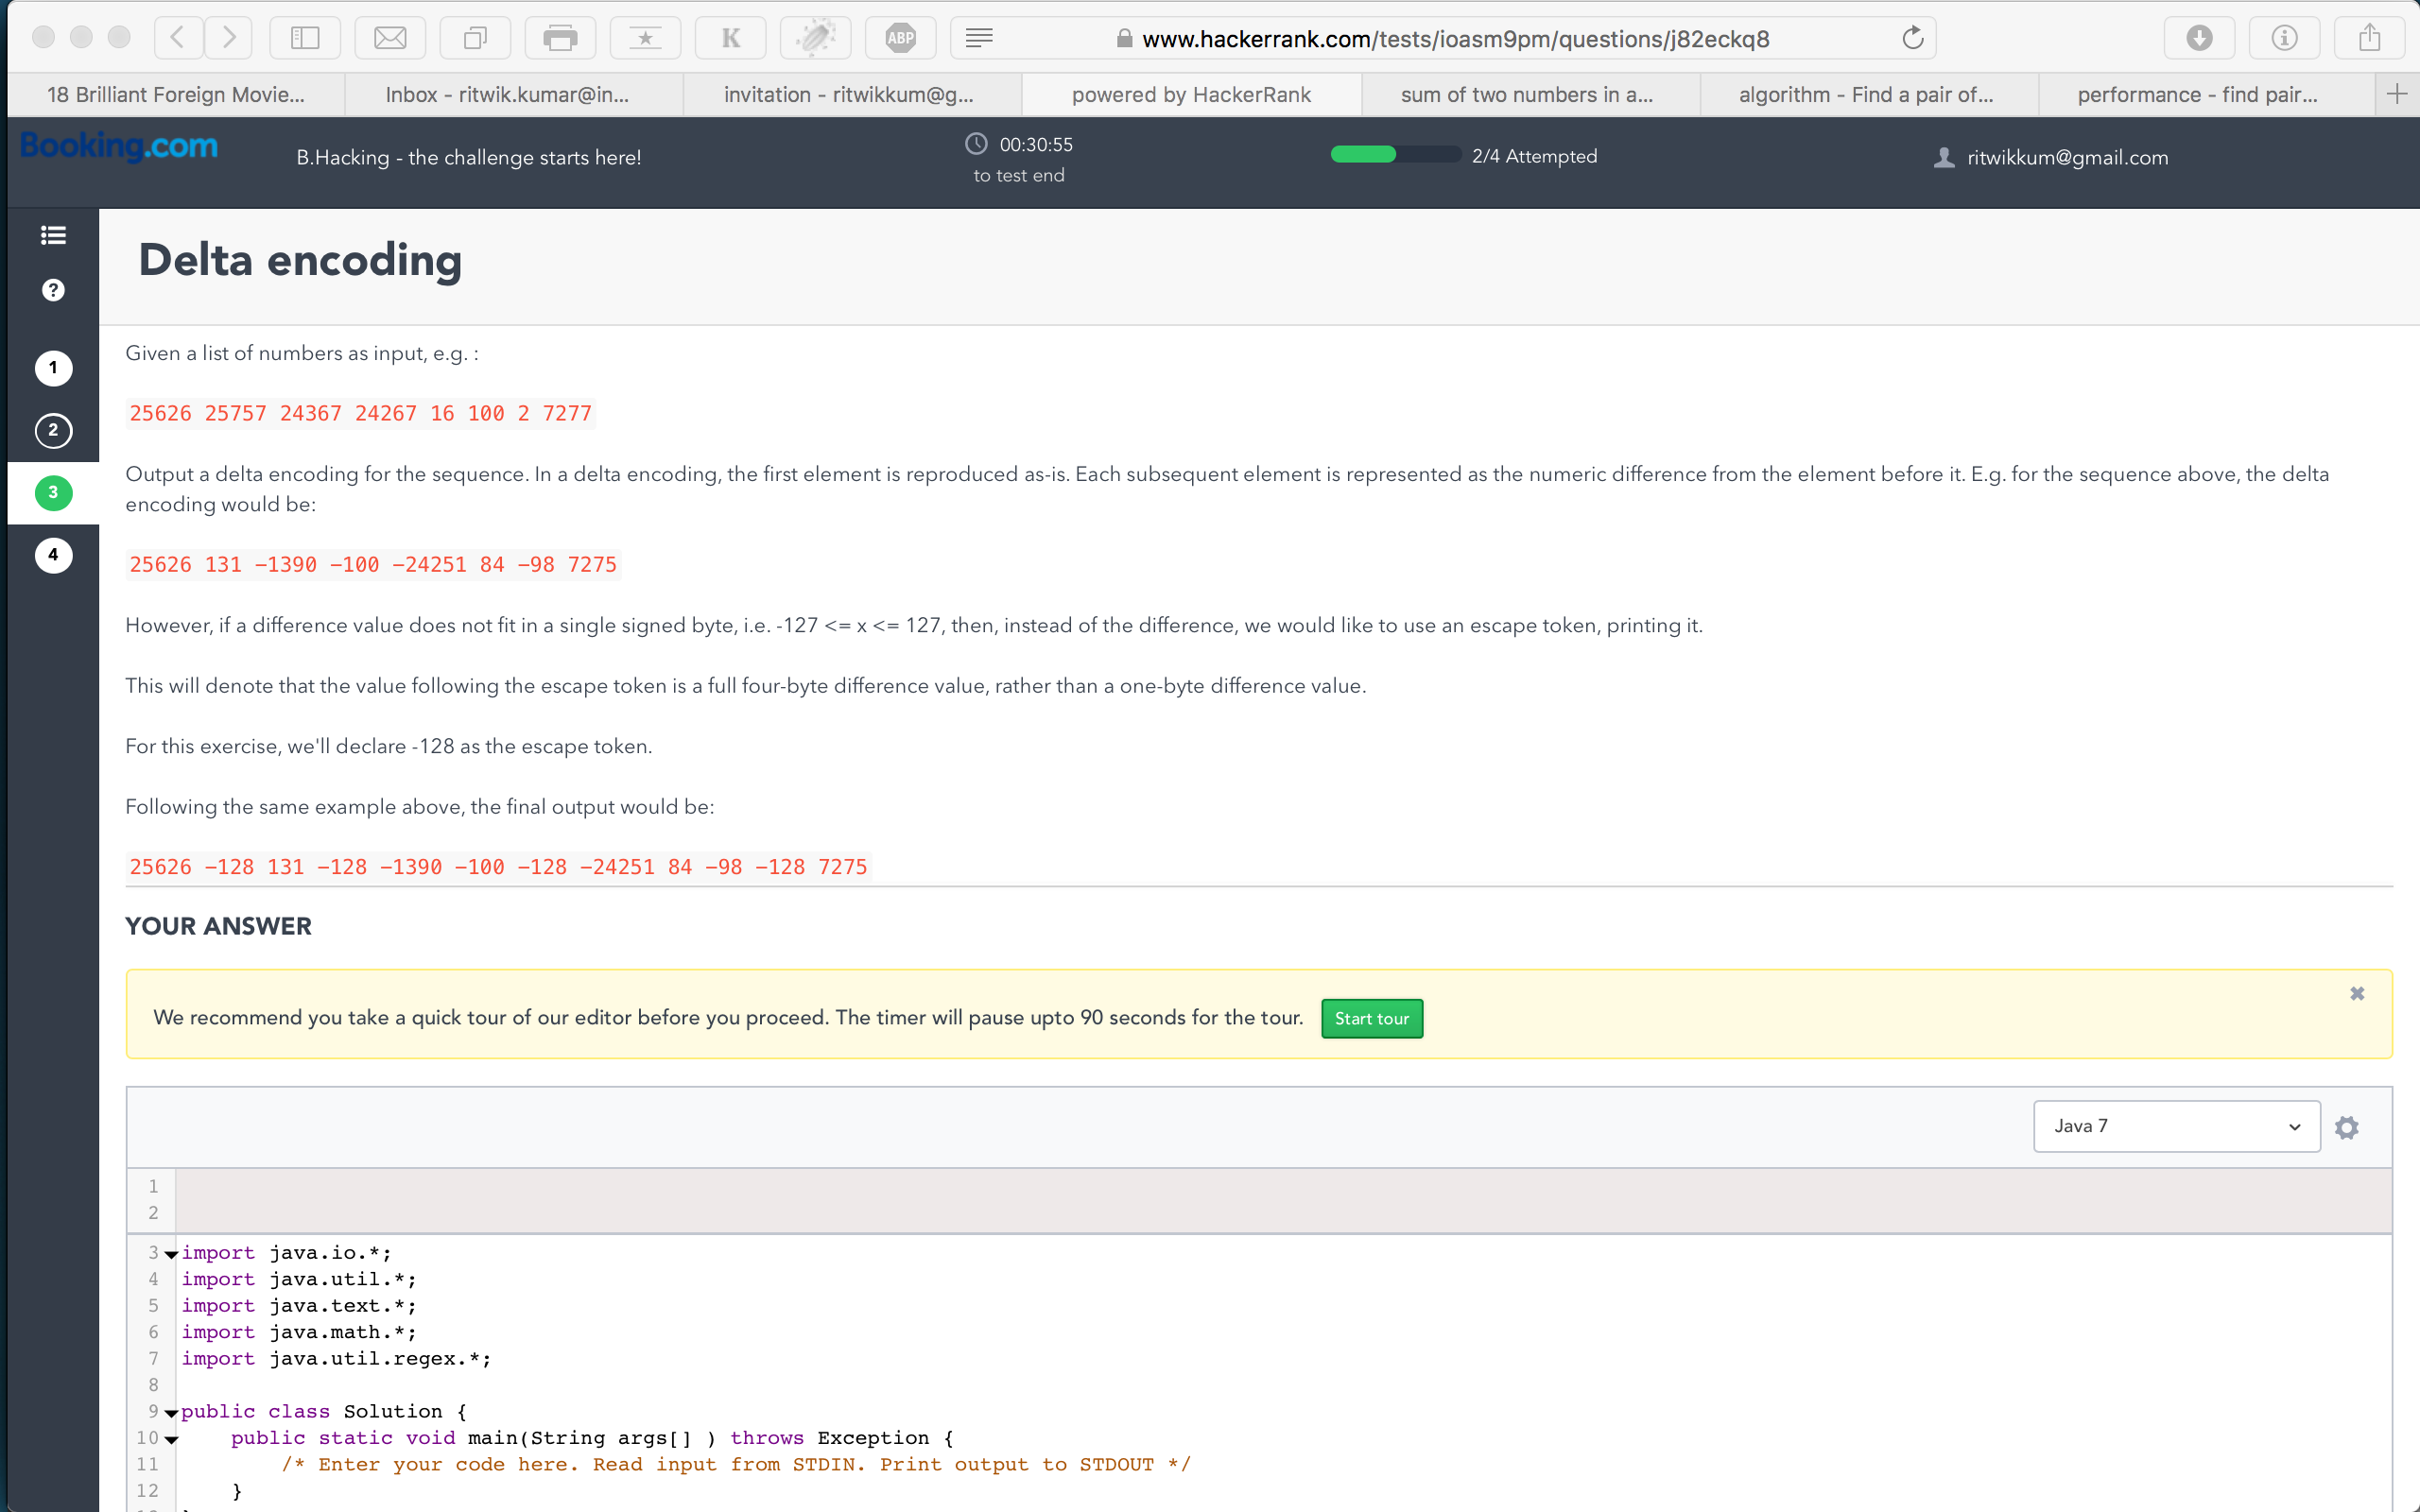 K
ABP
www.hackerrank.com/tests/ioasm9pm/questions/j82eckq8
18 Brilliant Foreign Movie...
Inbox - ritwik.kumar@in...
invitation - ritwikkum@g...
powered by HackerRank
sum of two numbers in a...
algorithm - Find a pair of...
performance - find pair...
Booking.com
B.Hacking - the challenge starts here!
00:30:55
to test end
2/4 Attempted
ritwikkum@gmail.com
Delta encoding
?
1
2
3
4
Given a list of numbers as input, e.g. :
25626 25757 24367 24267 16 100 2 7277
Output a delta encoding for the sequence. In a delta encoding, the first element is reproduced as-is. Each subsequent element is represented as the numeric difference from the element before it. E.g. for the sequence above, the delta
encoding would be:
25626 131 -1390 -100 -24251 84 -98 7275
However, if a difference value does not fit in a single signed byte, i.e. -127 <= x <= 127, then, instead of the difference, we would like to use an escape token, printing it.
This will denote that the value following the escape token is a full four-byte difference value, rather than a one-byte difference value.
For this exercise, we'll declare -128 as the escape token.
Following the same example above, the final output would be:
25626 -128 131 -128 -1390 -100 -128 -24251 84 -98 -128 7275
YOUR ANSWER
We recommend you take a quick tour of our editor before you proceed. The timer will pause upto 90 seconds for the tour.
Start tour
Java 7
1
2
3 import java.io.*;
4 import java.util.*;
5 import java.text.*;
6 import java.math.*;
7 import java.util.regex.*;
8
9 public class Solution {
10 public static void main(String args[] ) throws Exception {
11 /* Enter your code here. Read input from STDIN. Print output to STDOUT */
12 }